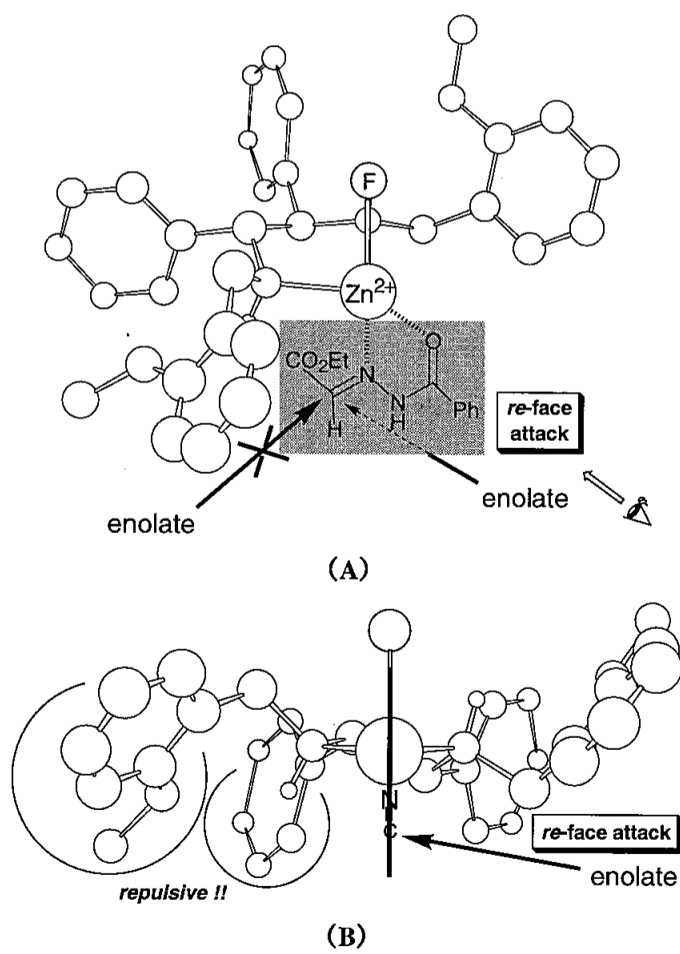 F
Zn2+
O
CO2Et
N
N
H
H
Ph
re-face
attack
enolate
enolate
(A)
N
C
re-face attack
enolate
repulsive !!
(B)